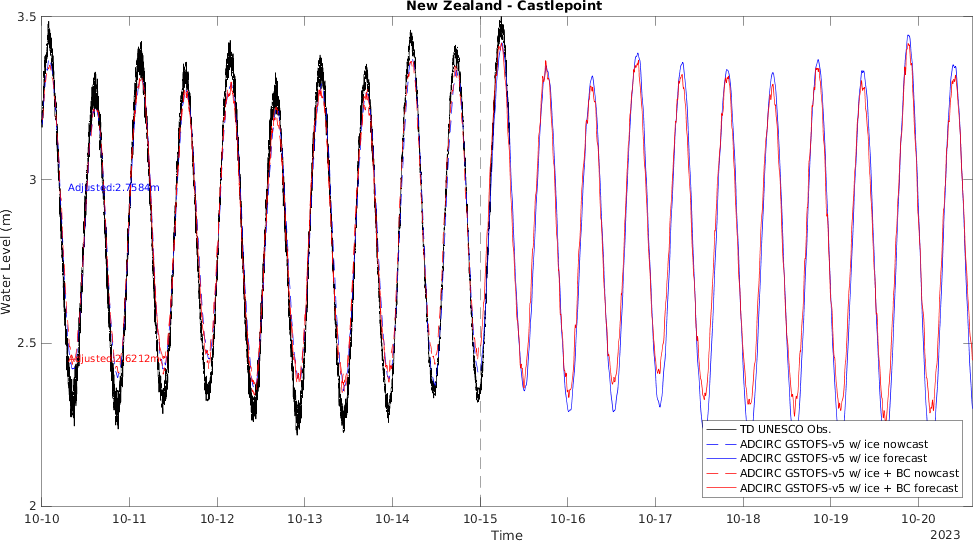 New Zealand - Castlepoint
3.5
3
2.5
2
Water Level (m)
Adjusted:2.7584m
Adjusted:2.6212m
TD UNESCO Obs.
ADCIRC GSTOFS-v5 w/ ice nowcast
ADCIRC GSTOFS-v5 w/ ice forecast
ADCIRC GSTOFS-v5 w/ ice + BC nowcast
ADCIRC GSTOFS-v5 w/ ice + BC forecast
10-10 10-11 10-12 10-13 10-14 10-15 10-16 10-17 10-18 10-19 10-20
Time
2023